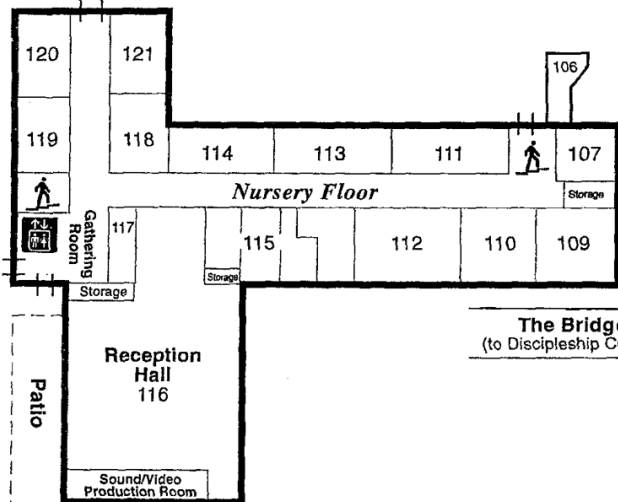 120
121
106
119
118
114
113
111
107
Nursery Floor
Storage
Gathering
Room
117
115
112
110
109
Storage
Storage
Reception
Hall
116
The Bridge
(to Discipleship
Patio
Sound/Video
Production Room